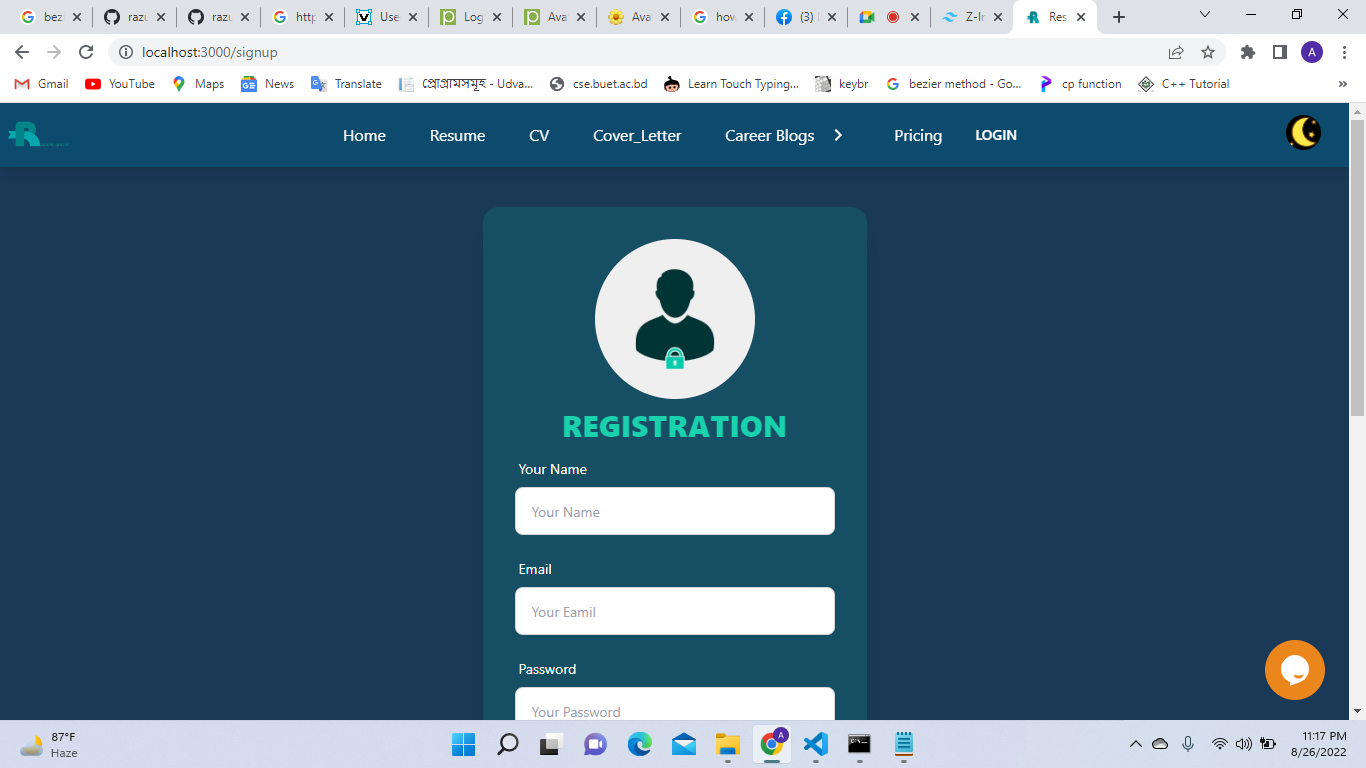 bez
razu
razu
http
Use
Log
Ava
Ava
how
(3)
Z-In
Res
localhost:3000/signup
Gmail
YouTube
Maps
News
Translate
প্রোগ্রামসমূহ - Udva...
cse.buet.ac.bd
Learn Touch Typing...
keybr
bezier method - Go...
cp function
C++ Tutorial
»
R
Home
Resume
CV
Cover_Letter
Career Blogs
Pricing
LOGIN
REGISTRATION
Your Name
Your Name
Email
Your Eamil
Password
Your Password
87°F
Haze
11:17 PM
8/26/2022